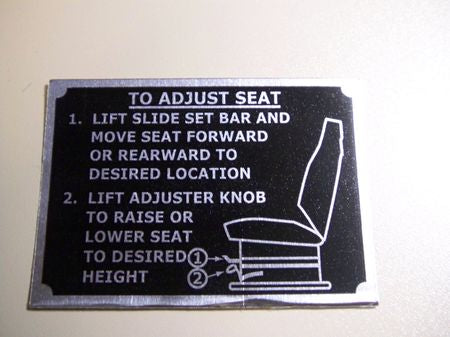 TO ADJUST SEAT
1. LIFT SLIDE SET BAR AND
MOVE SEAT FORWARD
OR REARWARD TO
DESIRED LOCATION
2. LIFT ADJUSTER KNOB
TO RAISE OR
LOWER SEAT
TO DESIRED 1
HEIGHT 2